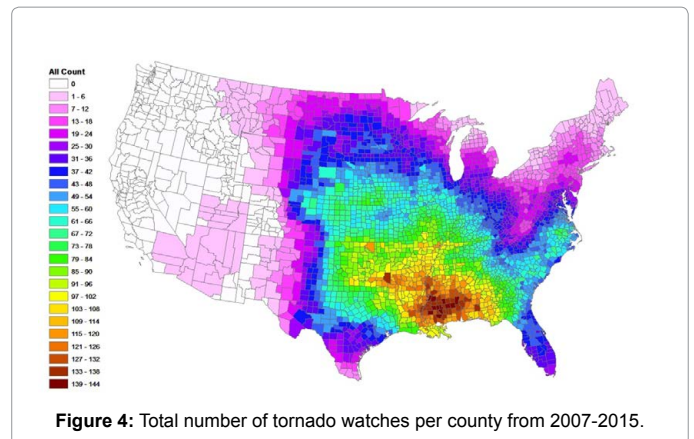 All Count
0
1 - 6
7 - 12
13 - 18
19 - 24
25 - 30
31 - 36
37 - 42
43 - 48
49 - 54
55 - 60
61 - 66
67 - 72
73 - 78
79 - 84
85 - 90
91 - 96
97 - 102
103 - 108
109 - 114
115 - 120
121 - 126
127 - 132
133 - 138
139 - 144
Figure 4: Total number of tornado watches per county from 2007-2015.